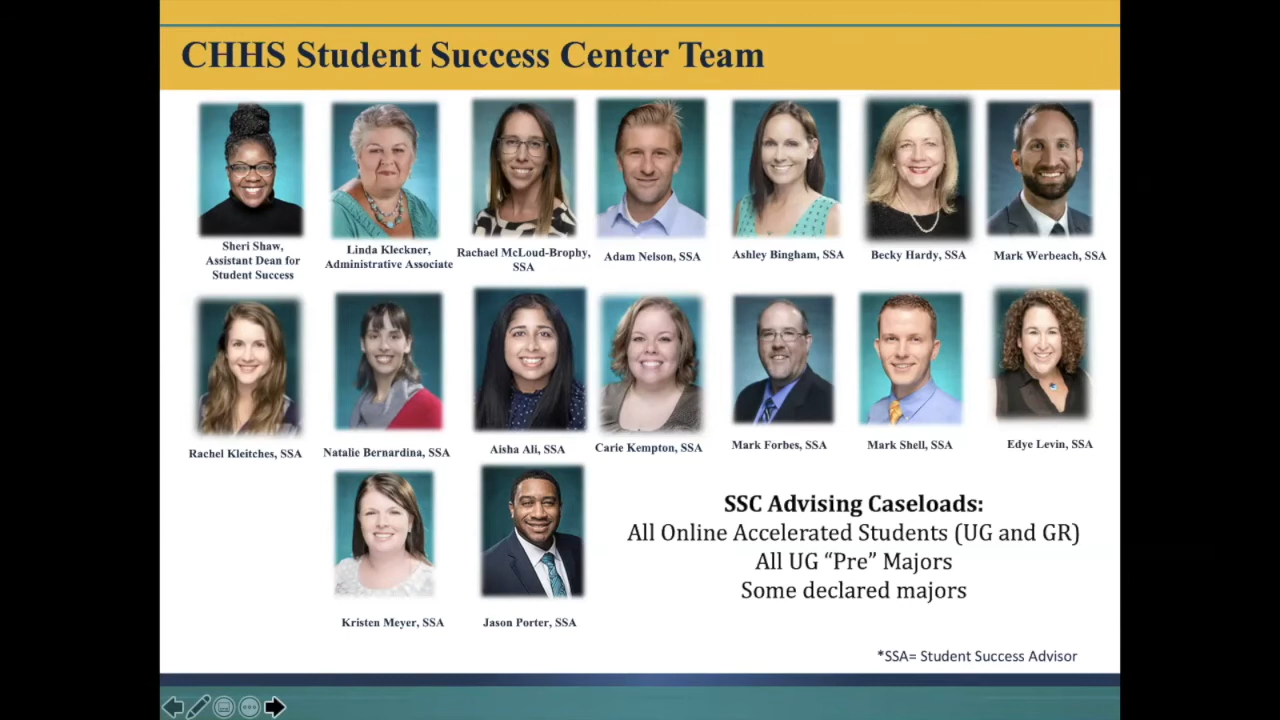 CHHS Student Success Center Team
Sheri Shaw,
Assistant Dean for
Student Success
Linda Kleckner,
Administrative Associate
Rachael McLoud-Brophy,
SSA
Adam Nelson, SSA
Ashley Bingham, SSA
Becky Hardy, SSA
Mark Werbeach, SSA
Rachel Kleitches, SSA
Natalie Bernardina, SSA
Aisha Ali, SSA
Carie Kempton, SSA
Mark Forbes, SSA
Mark Shell, SSA
Edye Levin, SSA
Kristen Meyer, SSA
Jason Porter, SSA
SSC Advising Caseloads:
All Online Accelerated Students (UG and GR)
All UG “Pre” Majors
Some declared majors
*SSA= Student Success Advisor